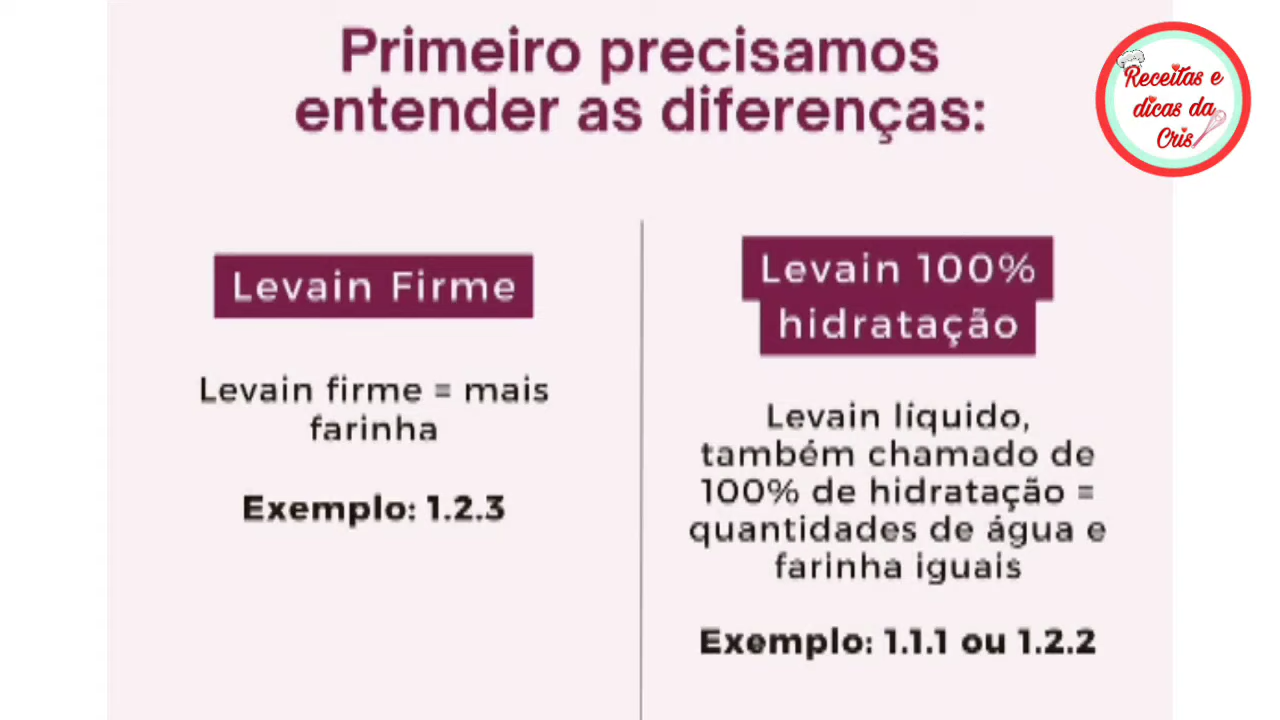 Primeiro precisamos
entender as diferenças:
Receitas e
dicas da
Cris
Levain Firme
Levain firme = mais
farinha
Exemplo: 1.2.3
Levain 100%
hidratação
Levain líquido,
também chamado de
100% de hidratação =
quantidades de água e
farinha iguais
Exemplo: 1.1.1 ou 1.2.2